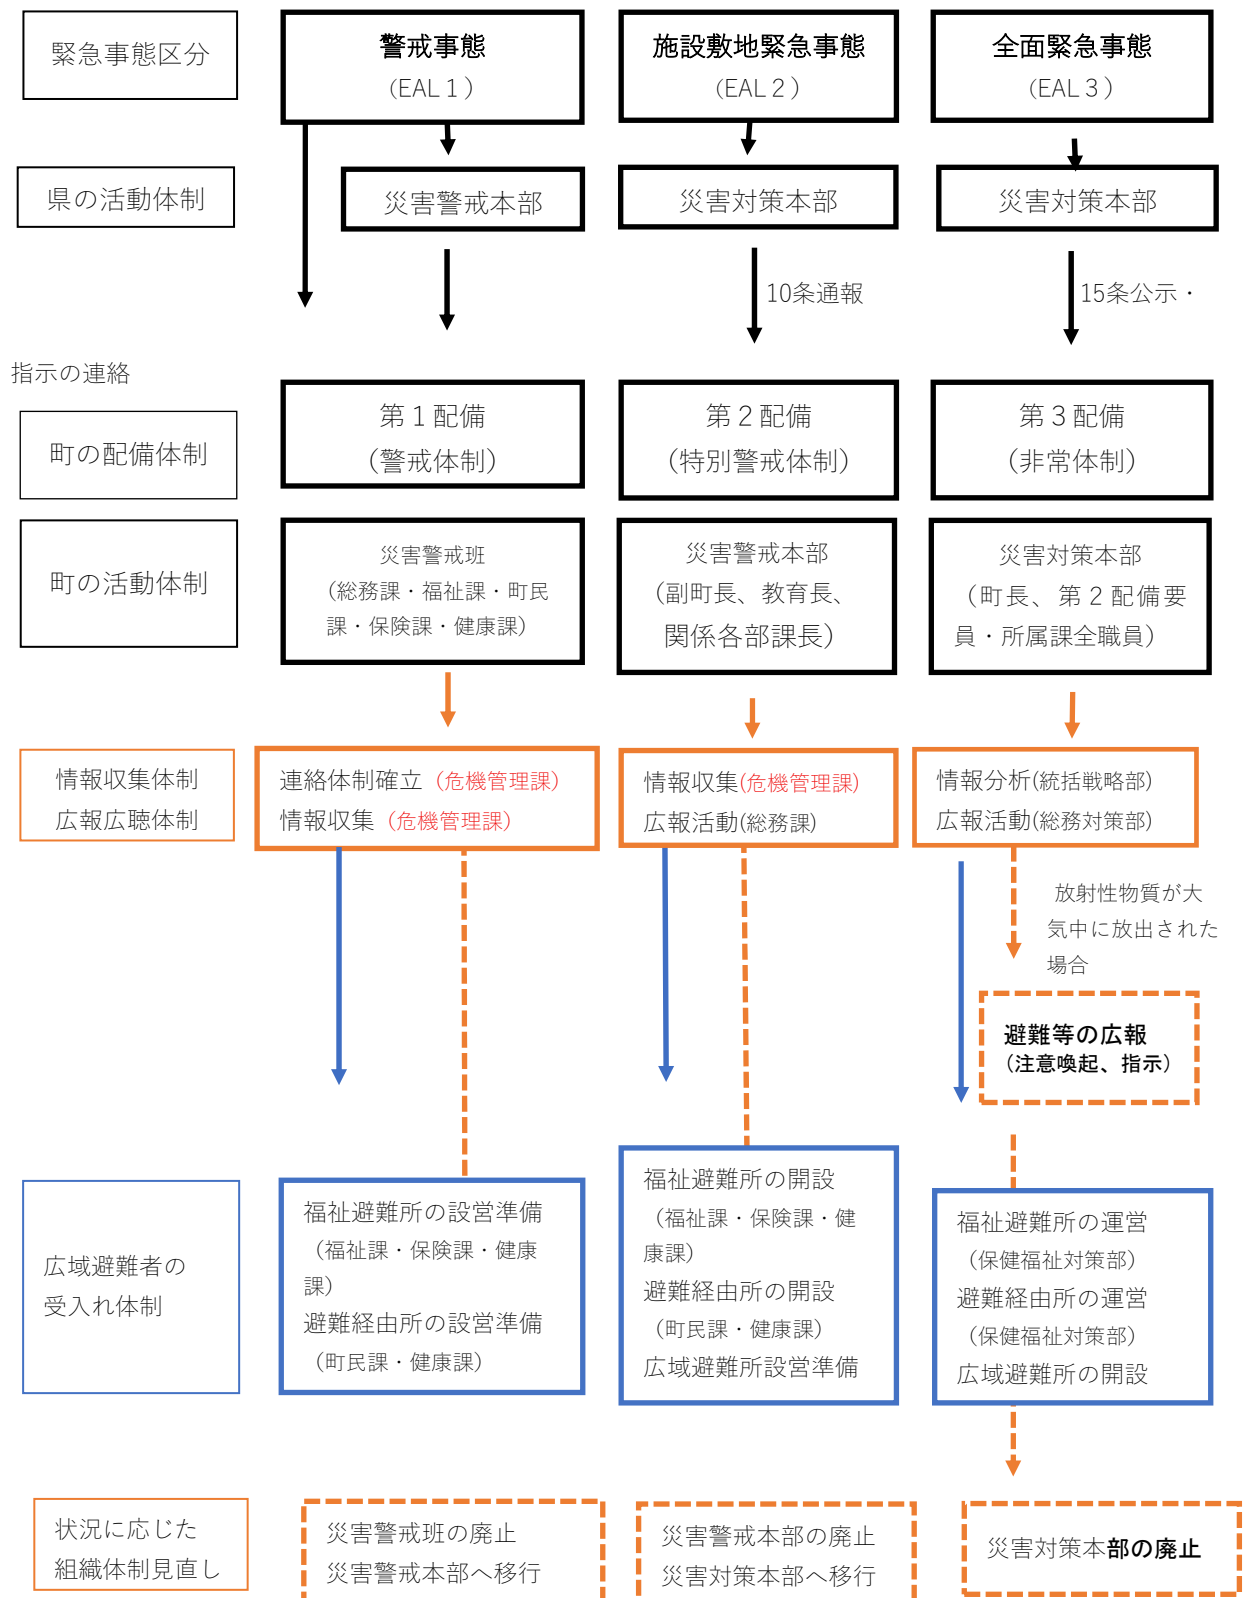 緊急事態区分
警戒事態
（EAL１）
施設敷地緊急事態
（EAL２）
全面緊急事態
（EAL３）
県の活動体制
災害警戒本部
災害対策本部
災害対策本部
10条通報
15条公示・
指示の連絡
町の配備体制
第１配備
（警戒体制）
第２配備
（特別警戒体制）
第３配備
（非常体制）
町の活動体制
災害警戒班
（総務課・福祉課・町民
課・保険課・健康課）
災害警戒本部
（副町長、教育長、
関係各部課長）
災害対策本部
（町長、第２配備要
員・所属課全職員）
情報収集体制
広報広聴体制
連絡体制確立（危機管理課）
情報収集（危機管理課）
情報収集(危機管理課)
広報活動(総務課)
情報分析(統括戦略部)
広報活動(総務対策部)
放射性物質が大
気中に放出された
場合
避難等の広報
（注意喚起、指示）
広域避難者の
受入れ体制
福祉避難所の設営準備
（福祉課・保険課・健康
課）
避難経由所の設営準備
（町民課・健康課）
福祉避難所の開設
（福祉課・保険課・健
康課）
避難経由所の開設
（町民課・健康課）
広域避難所設営準備
福祉避難所の運営
（保健福祉対策部）
避難経由所の運営
（保健福祉対策部）
広域避難所の開設
状況に応じた
組織体制見直し
災害警戒班の廃止
災害警戒本部へ移行
災害警戒本部の廃止
災害対策本部へ移行
災害対策本部の廃止